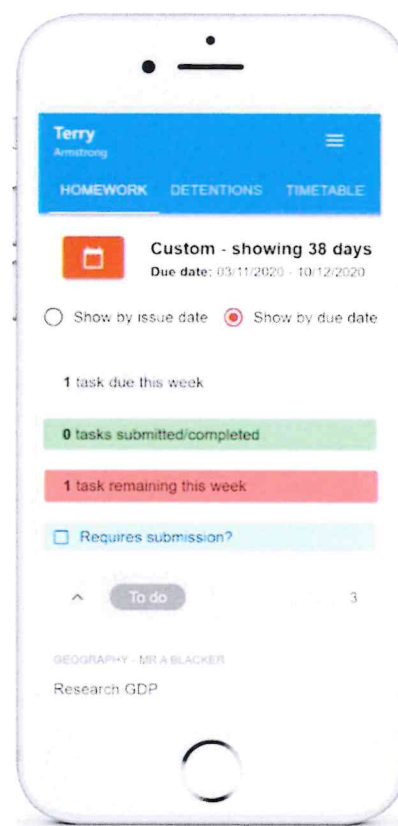 Terry
Armstrong
HOMEWORK DETENTIONS TIMETABLE
Custom - showing 38 days
Due date: 03/11/2020 - 10/12/2020
Show by issue date Show by due date
1 task due this week
0 tasks submitted/completed
1 task remaining this week
Requires submission?
To do 3
GEOGRAPHY - MR A BLACKER
Research GDP